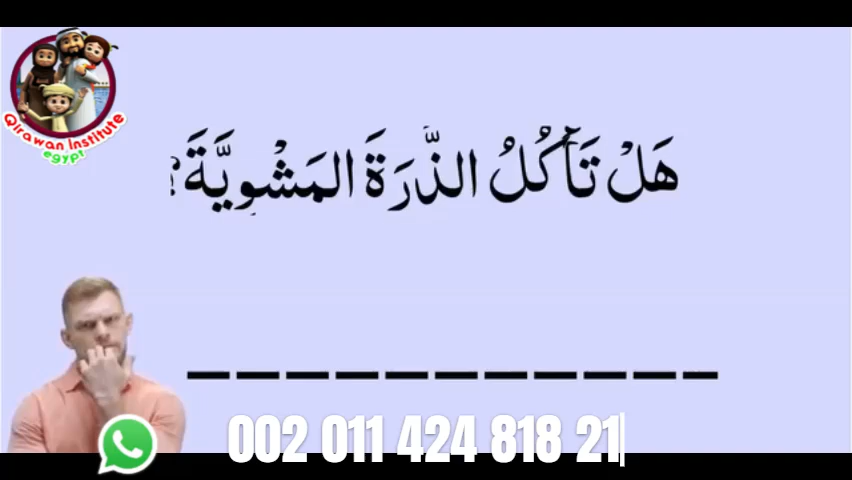 Qirawan institute
egypt
هَلْ تَأْكُلُ الذُّرَةَ المَشْوِيَّةَ؟
002 011 424 818 21